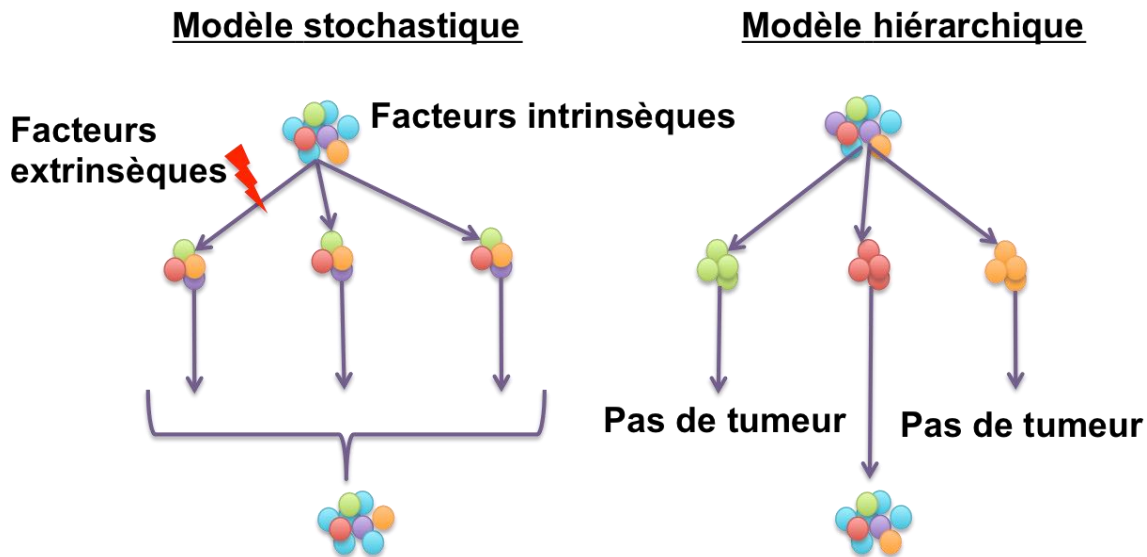 Modèle stochastique
Modèle hiérarchique
Facteurs
extrinsèques
Facteurs intrinsèques
Pas de tumeur
Pas de tumeur